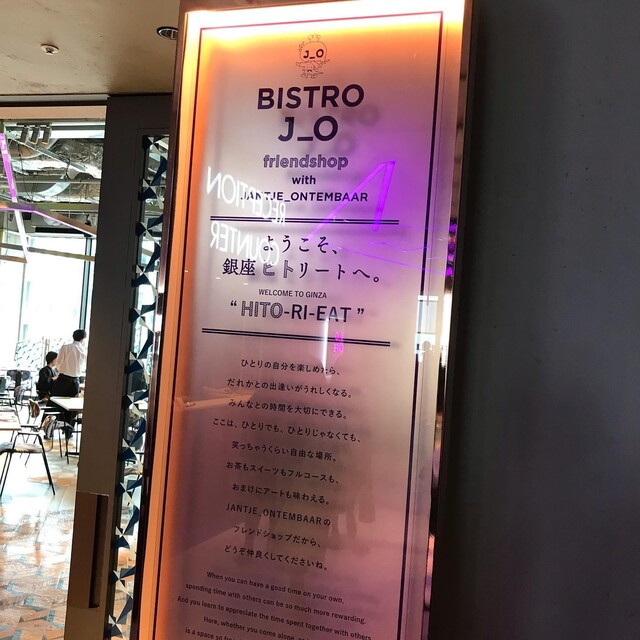 J_O
BISTRO
J_O
friendshop
with
JANTJE_ONTEMBAAR
RECEPTION
COUNTER
ようこそ、
銀座ヒトリートへ。
WELCOME TO GINZA
“HITO-RI-EAT”
ひとりの自分を楽しめたら、
だれかとの出逢いがうれしくなる。
みんなとの時間を大切にできる。
ここは、ひとりでも、ひとりじゃなくても、
笑っちゃうくらい自由な場所。
お茶もスイーツもフルコースも、
おまけにアートも味わえる。
JANTJE_ONTEMBAARの
フレンドショップだから、
どうぞ仲良くしてくださいね。
When you can have a good time on your own,
spending time with others can be so much more rewarding.
And you learn to appreciate the time spent together with others
Here, whether you come alone
is a space